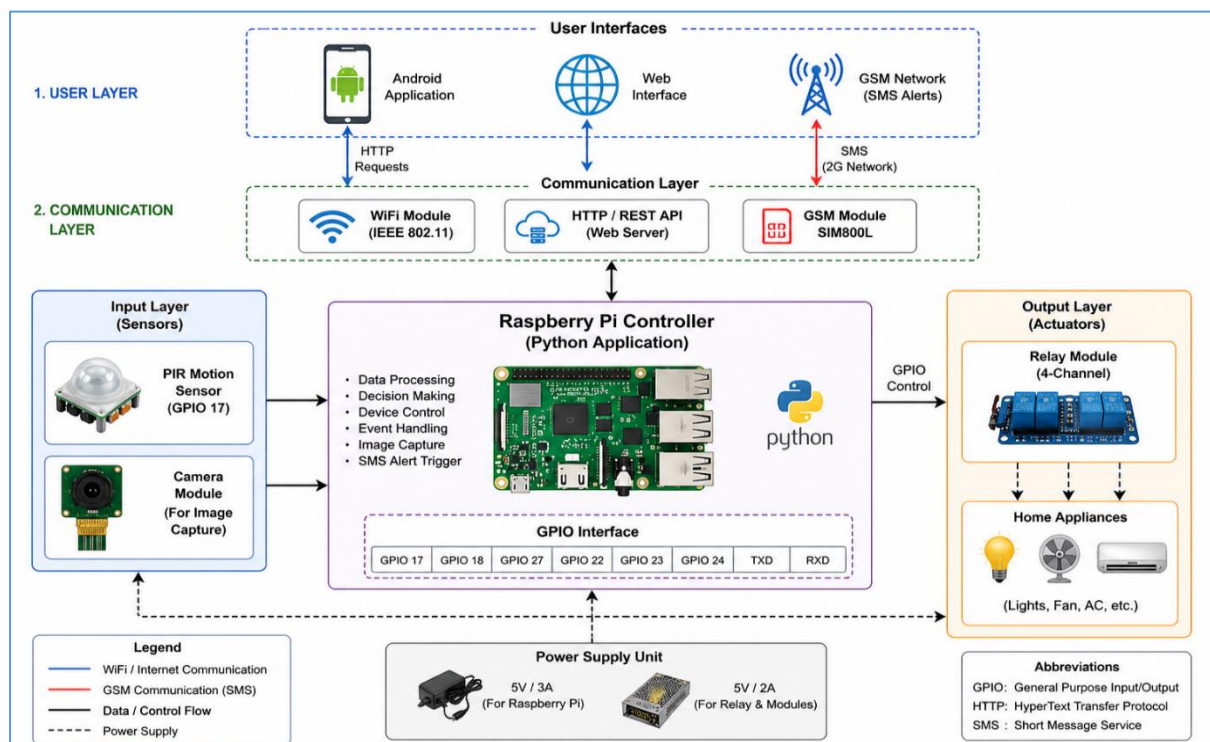 User Interfaces
1. USER LAYER
Android
Application
Web
Interface
GSM Network
(SMS Alerts)
HTTP
Requests
SMS
(2G Network)
Communication Layer
2. COMMUNICATION
LAYER
WiFi Module
(IEEE 802.11)
HTTP / REST API
(Web Server)
GSM Module
SIM800L
Input Layer
(Sensors)
PIR Motion
Sensor
(GPIO 17)
Camera
Module
(For Image
Capture)
Raspberry Pi Controller
(Python Application)
• Data Processing
• Decision Making
• Device Control
• Event Handling
• Image Capture
• SMS Alert Trigger
python
GPIO Interface
GPIO 17 GPIO 18 GPIO 27 GPIO 22 GPIO 23 GPIO 24 TXD RXD
GPIO
Control
Output Layer
(Actuators)
Relay Module
(4-Channel)
Home Appliances
(Lights, Fan, AC, etc.)
Legend
WiFi / Internet Communication
GSM Communication (SMS)
Data / Control Flow
Power Supply
Power Supply Unit
5V / 3A
(For Raspberry Pi)
5V / 2A
(For Relay & Modules)
Abbreviations
GPIO: General Purpose Input/Output
HTTP: HyperText Transfer Protocol
SMS : Short Message Service